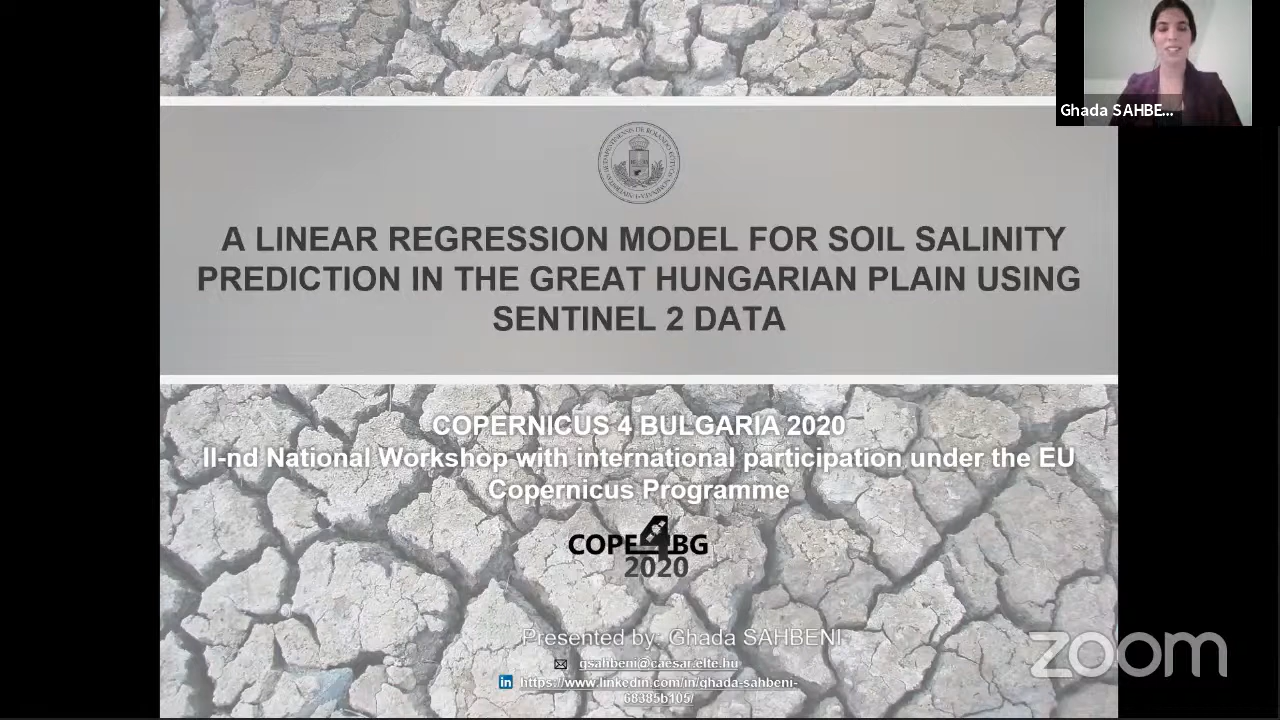 Ghada SAHBE...
A LINEAR REGRESSION MODEL FOR SOIL SALINITY
PREDICTION IN THE GREAT HUNGARIAN PLAIN USING
SENTINEL 2 DATA
COPERNICUS 4 BULGARIA 2020
II-nd National Workshop with international participation under the EU
Copernicus Programme
COPE4BG
2020
Presented by Ghada SAHBENI
gsahbeni@caesar.elte.hu
in https://www.linkedin.com/in/ghada-sahbeni-
68385b105/
zoom